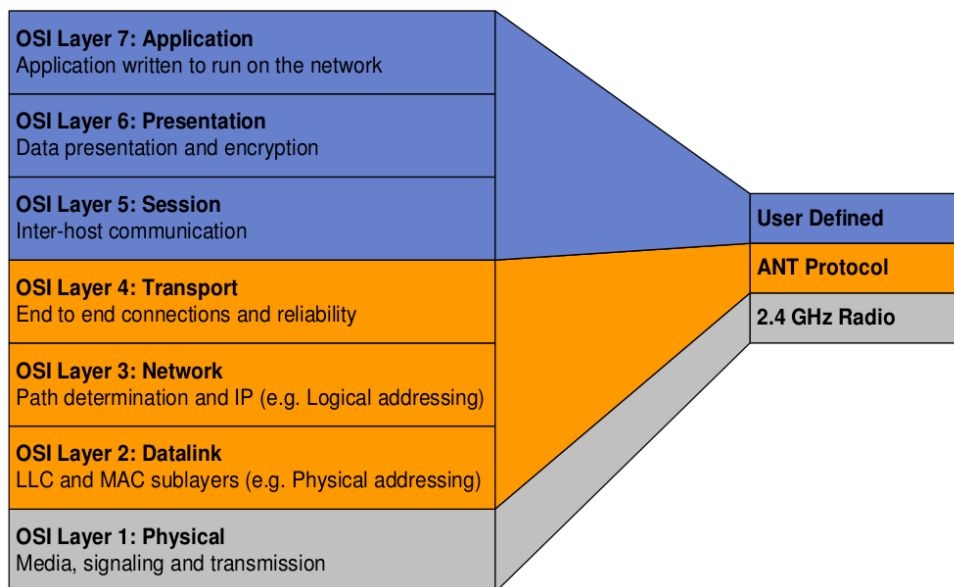 OSI Layer 7: Application
Application written to run on the network
OSI Layer 6: Presentation
Data presentation and encryption
OSI Layer 5: Session
Inter-host communication
OSI Layer 4: Transport
End to end connections and reliability
OSI Layer 3: Network
Path determination and IP (e.g. Logical addressing)
OSI Layer 2: Datalink
LLC and MAC sublayers (e.g. Physical addressing)
OSI Layer 1: Physical
Media, signaling and transmission
User Defined
ANT Protocol
2.4 GHz Radio